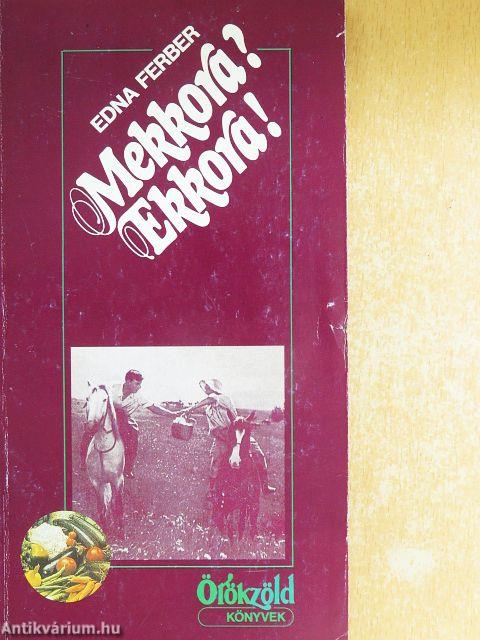 EDNA FERBER
Mekkora?
Ekkora!
Örökzöld
KÖNYVEK
Antikvárium.hu